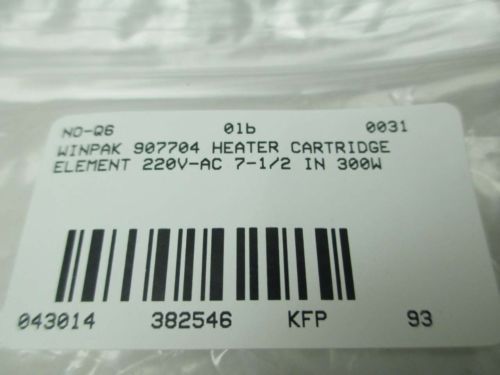 NO-Q6 01b 0031
WINPAK 907704 HEATER CARTRIDGE
ELEMENT 220V-AC 7-1/2 IN 300W
043014 382546 KFP 93